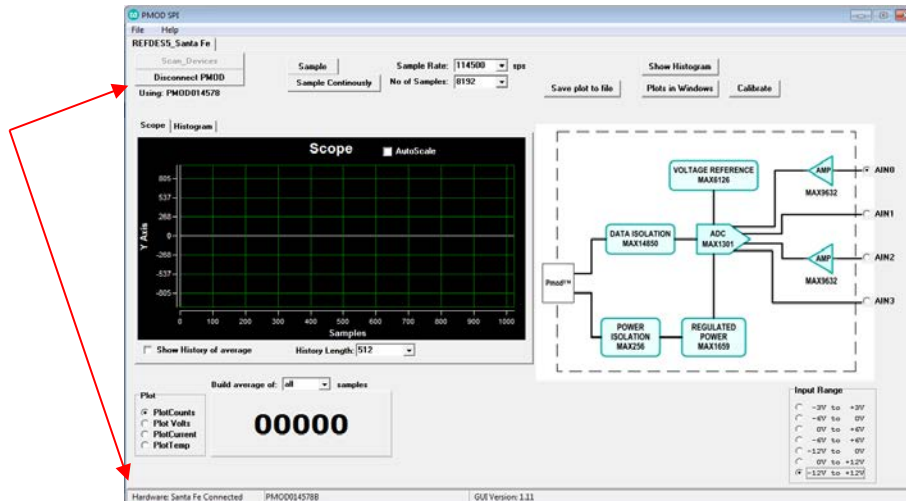 PMOD SPI
File Help
REFDES5_Santa Fe
Scan_Devices
Disconnect PMOD
Using: PMOD014578
Sample
Sample Continously
Sample Rate: 114500 sps
No of Samples: 8192
Save plot to file
Show Histogram
Plots in Windows
Calibrate
Scope Histogram
Scope
AutoScale
Y Axis
805
537
268
0
-268
-537
-805
0 100 200 300 400 500 600 700 800 900 1000
Samples
Show History of average
History Length: 512
VOLTAGE REFERENCE
MAX6126
DATA ISOLATION
MAX14850
ADC
MAX1301
AMP
MAX9632
AMP
MAX9632
AIN0
AIN1
AIN2
AIN3
Pmod™
POWER
ISOLATION
MAX256
REGULATED
POWER
MAX1659
Build average of: all samples
Plot
PlotCounts
Plot Volts
PlotCurrent
PlotTemp
00000
Input Range
-3V to +3V
-6V to 0V
0V to +6V
-6V to +6V
-12V to 0V
0V to +12V
-12V to +12V
Hardware: Santa Fe Connected
PMOD014578B
GUI Version: 1.11